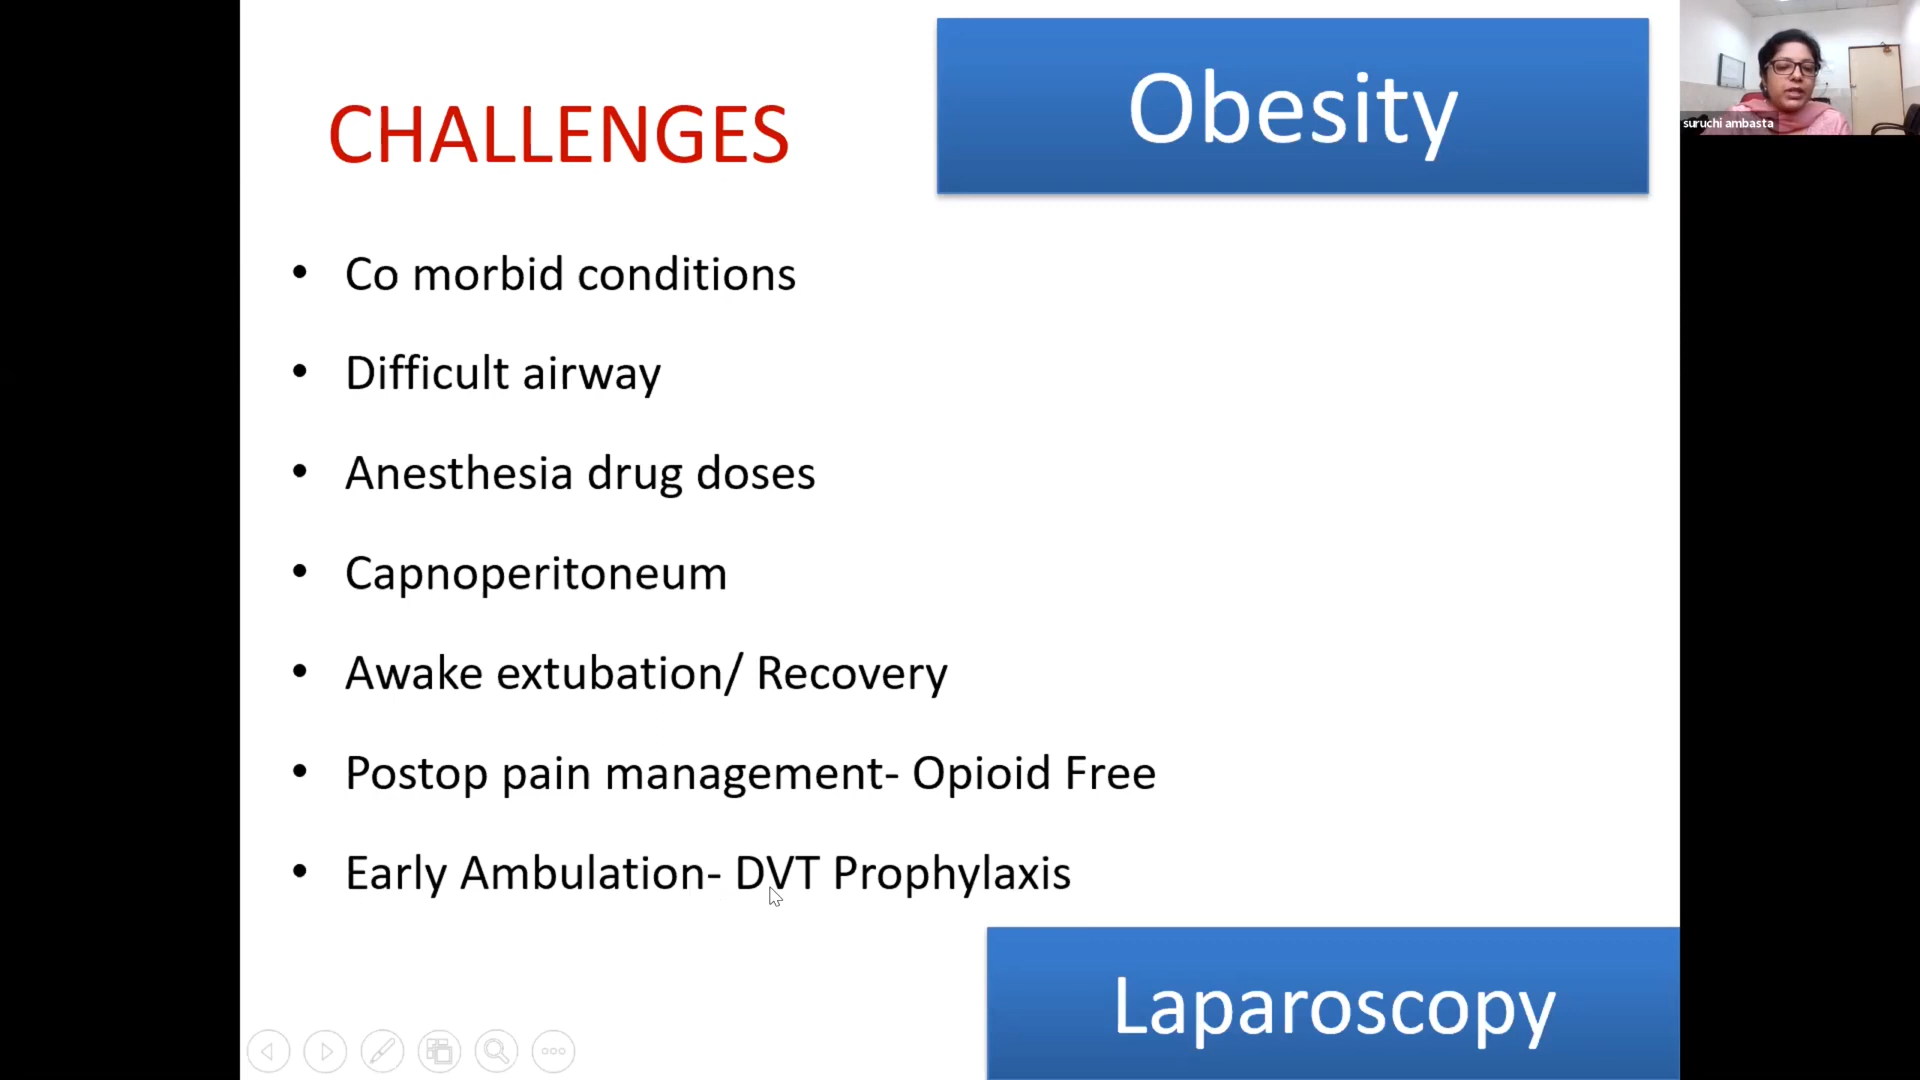 CHALLENGES
Obesity
suruchi ambasta
• Co morbid conditions
• Difficult airway
• Anesthesia drug doses
• Capnoperitoneum
• Awake extubation/ Recovery
• Postop pain management- Opioid Free
• Early Ambulation- DVT Prophylaxis
Laparoscopy